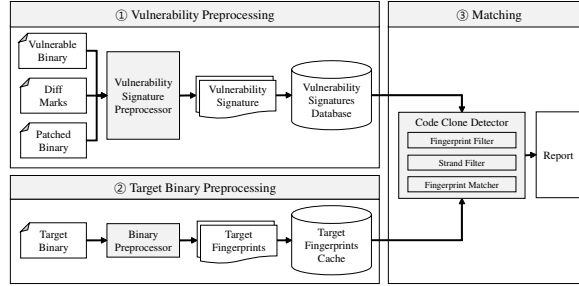 ① Vulnerability Preprocessing
Vulnerable
Binary
Diff
Marks
Patched
Binary
Vulnerability
Signature
Preprocessor
Vulnerability
Signature
Vulnerability
Signatures
Database
② Target Binary Preprocessing
Target
Binary
Binary
Preprocessor
Target
Fingerprints
Target
Fingerprints
Cache
③ Matching
Code Clone Detector
Fingerprint Filter
Strand Filter
Fingerprint Matcher
Report